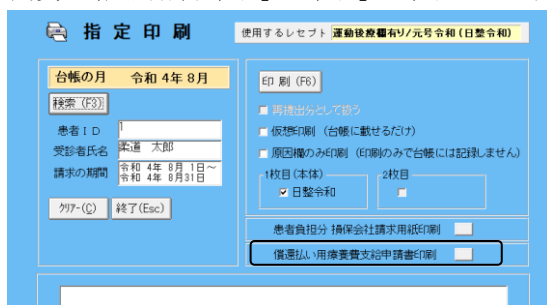 指 定 印 刷
使用するレセプト 運動後療欄有り/元号令和(日整令和)
台帳の月 令和 4年 8月
検索 (F3)
患者ＩＤ 1
受診者氏名 柔道 太郎
請求の期間 令和 4年 8月 1日~
令和 4年 8月31日
クリアー(C) 終了(Esc)
印 刷 (F6)
再提出分として扱う
仮想印刷 (台帳に載せるだけ)
原因欄のみ印刷 (印刷のみで台帳には記録しません)
1枚目(本体) 2枚目
日整令和
患者負担分 損保会社請求用紙印刷
償還払い用療養費支給申請書印刷